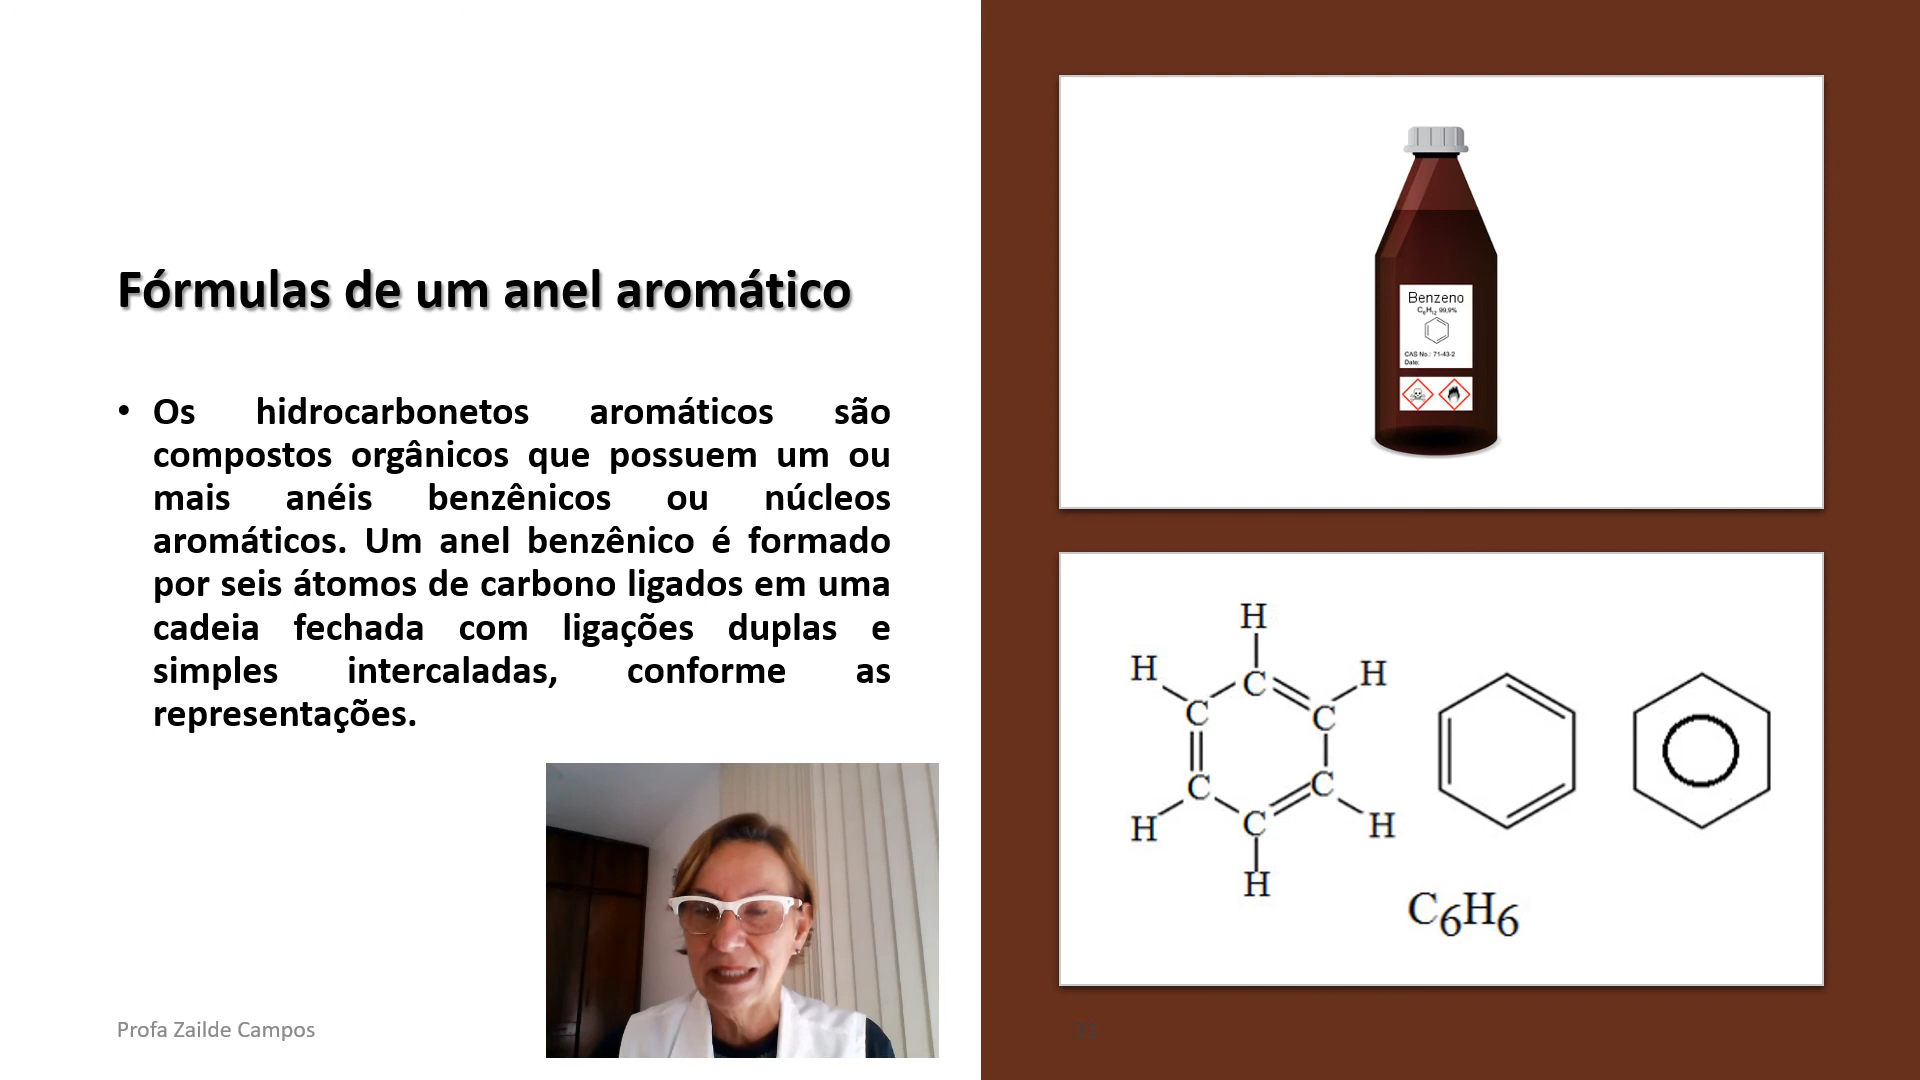 Fórmulas de um anel aromático
• Os hidrocarbonetos aromáticos são
compostos orgânicos que possuem um ou
mais anéis benzênicos ou núcleos
aromáticos. Um anel benzênico é formado
por seis átomos de carbono ligados em uma
cadeia fechada com ligações duplas e
simples intercaladas, conforme as
representações.
Profa Zailde Campos
Benzeno
C₆H₁₂ 99,9%
CAS No.: 71-43-2
Date:
H
H
H
C
C
C
C
C
C
H
H
H
C₆H₆